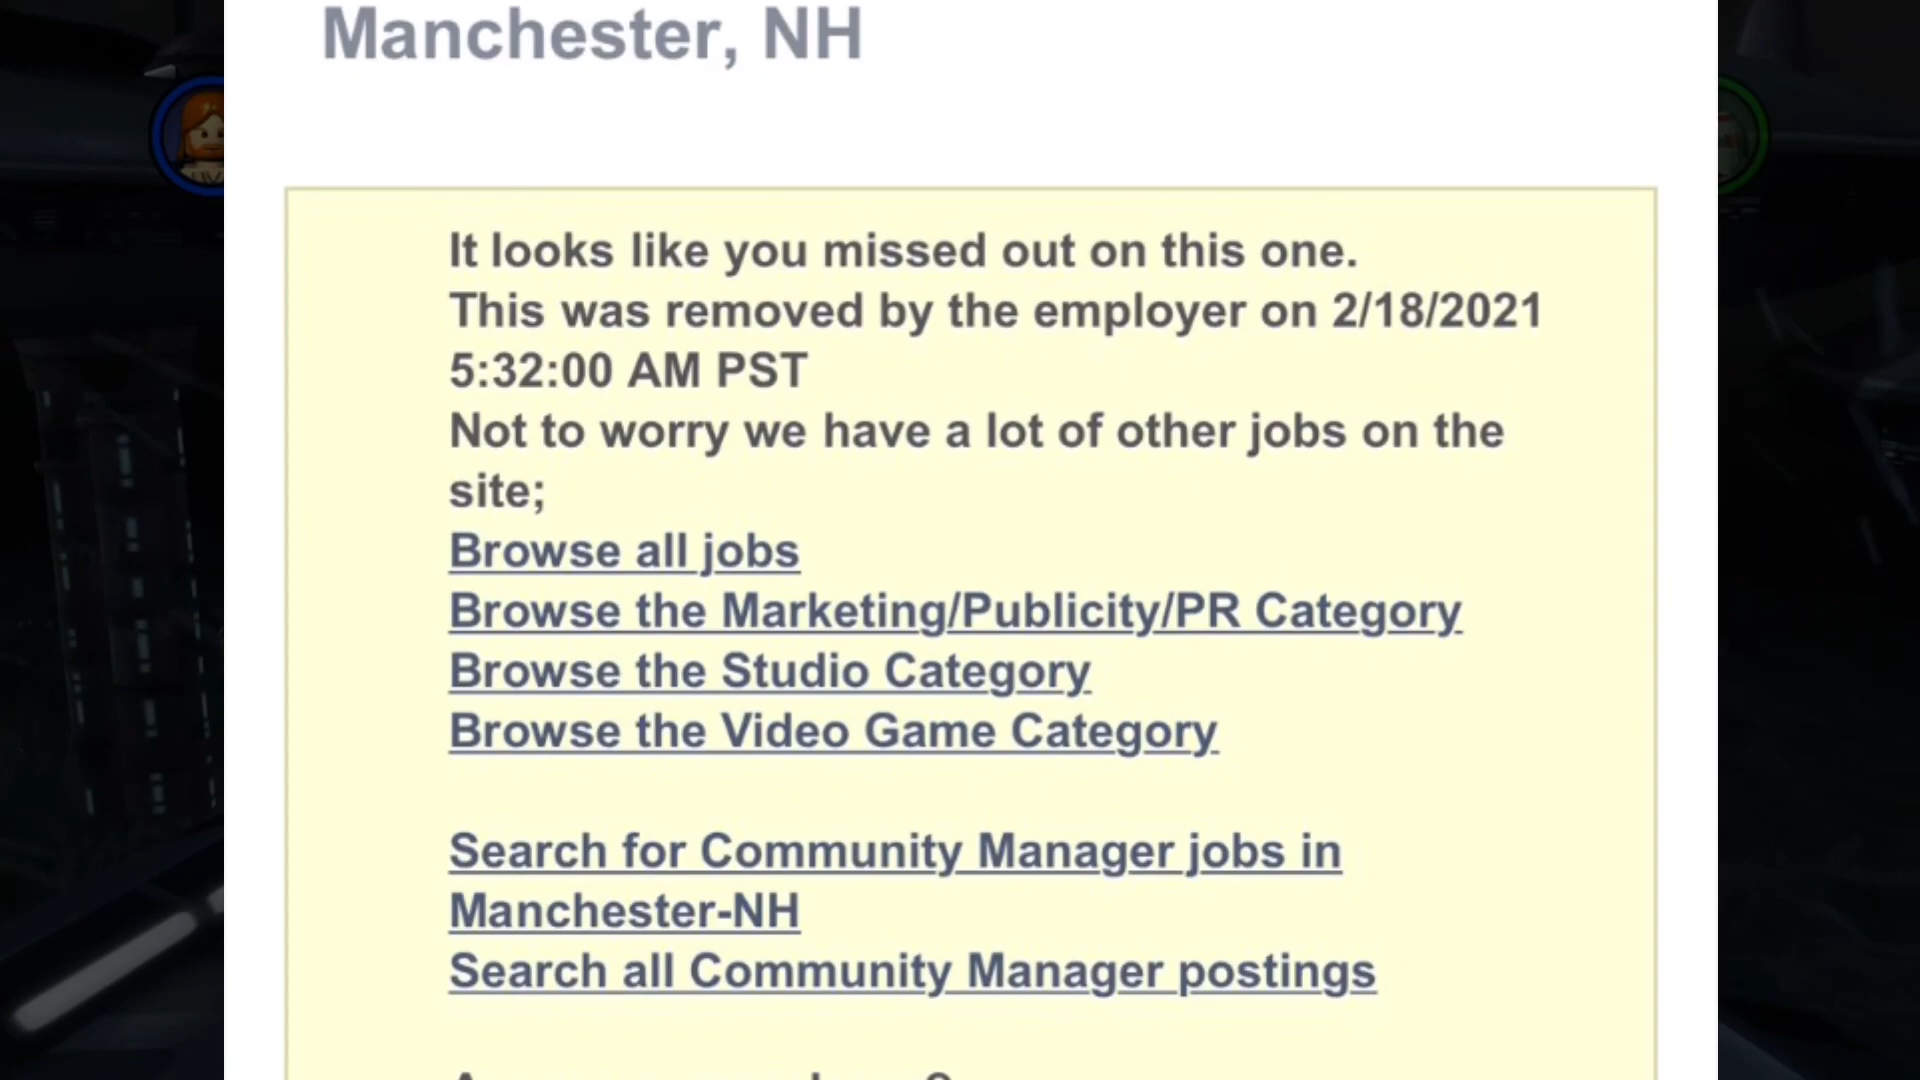 Manchester, NH
It looks like you missed out on this one.
This was removed by the employer on 2/18/2021
5:32:00 AM PST
Not to worry we have a lot of other jobs on the
site;
Browse all jobs
Browse the Marketing/Publicity/PR Category
Browse the Studio Category
Browse the Video Game Category
Search for Community Manager jobs in
Manchester-NH
Search all Community Manager postings